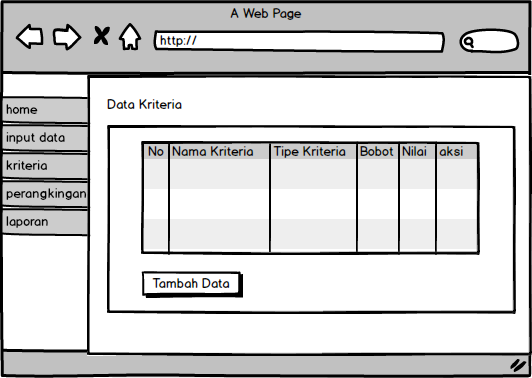 A Web Page
http://
home
input data
kriteria
perangkingan
laporan
Data Kriteria
No Nama Kriteria Tipe Kriteria Bobot Nilai aksi
Tambah Data